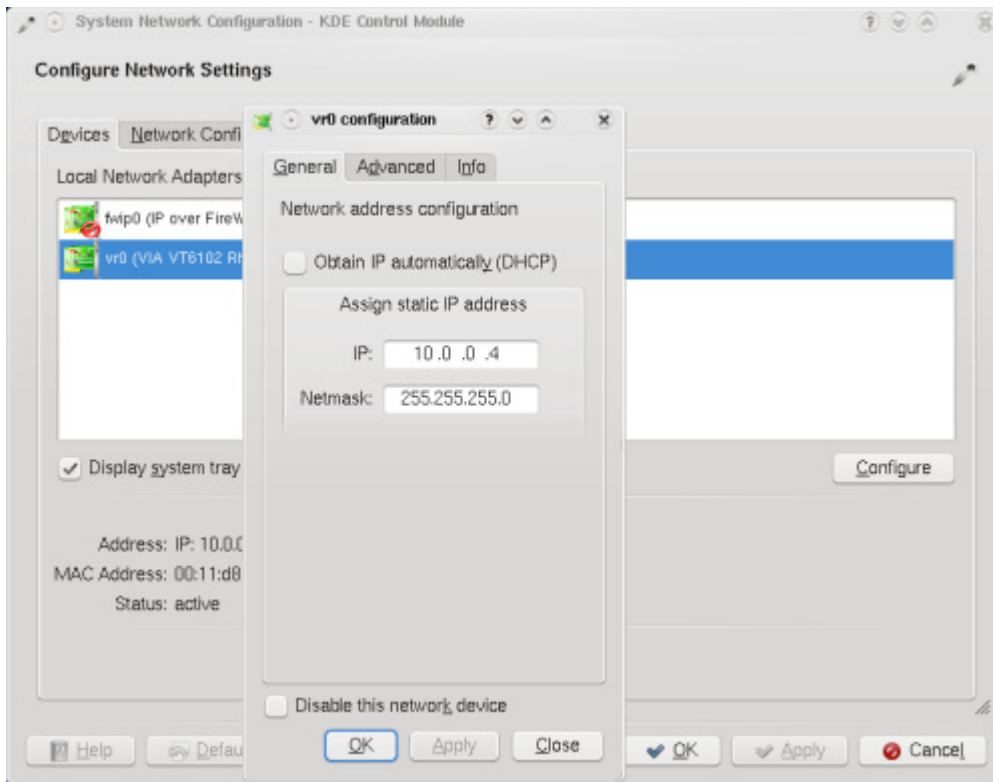 System Network Configuration - KDE Control Module
Configure Network Settings
vr0 configuration
Devices Network Confi
General Advanced Info
Local Network Adapters
Network address configuration
fwip0 (IP over FireW
vr0 (VIA VT6102 Rh
Obtain IP automatically (DHCP)
Assign static IP address
IP: 10.0 .0 .4
Netmask: 255.255.255.0
Display system tray
Configure
Address: IP: 10.0.0
MAC Address: 00:11:d8
Status: active
Disable this network device
OK Apply Close
Help Defau OK Apply Cancel